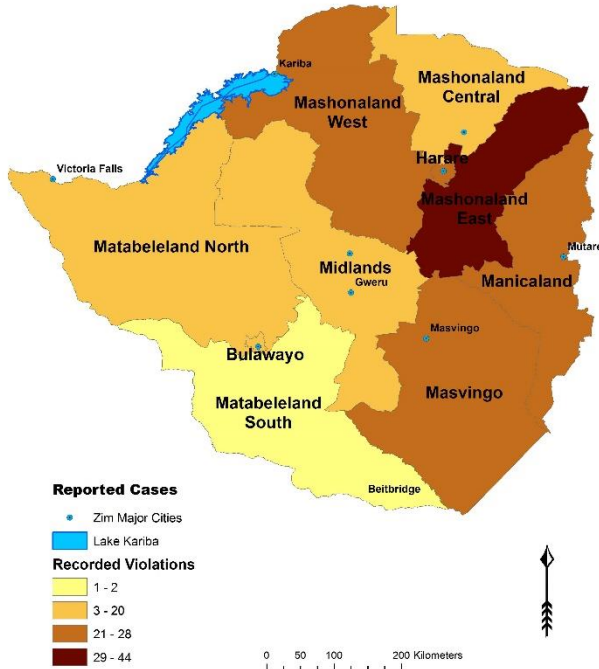 Kariba
Mashonaland
Central
Mashonaland
West
Harare
Victoria Falls
Mashonaland
East
Matabeleland North
Mutare
Midlands
Manicaland
Gweru
Masvingo
Bulawayo
Matabeleland
South
Masvingo
Beitbridge
Reported Cases
Zim Major Cities
Lake Kariba
Recorded Violations
1 - 2
3 - 20
21 - 28
29 - 44
0 50 100 200 Kilometers